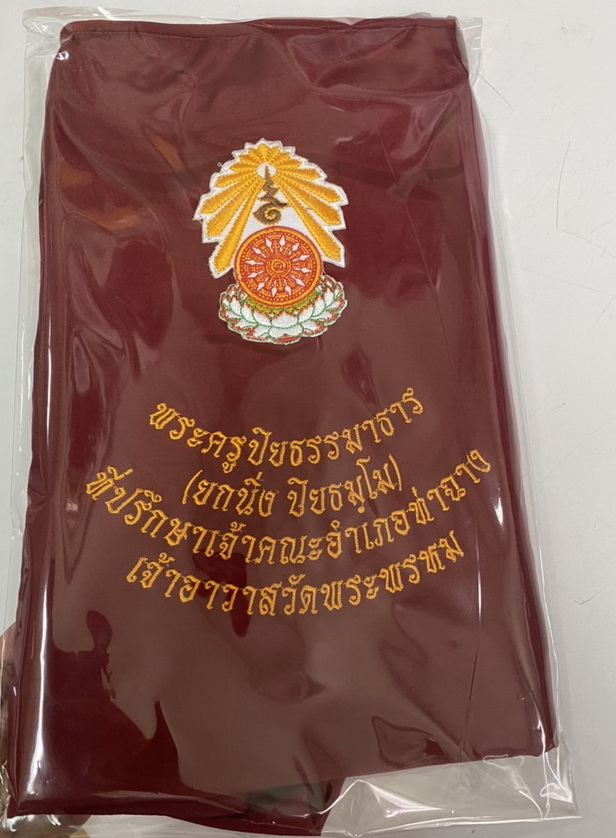 พระครูปิยธรรมาธาร
(ยกนิ่ง ปิยธมฺโม)
ที่ปรึกษาเจ้าคณะอำเภอท่าฉาง
เจ้าอาวาสวัดพระพรหม